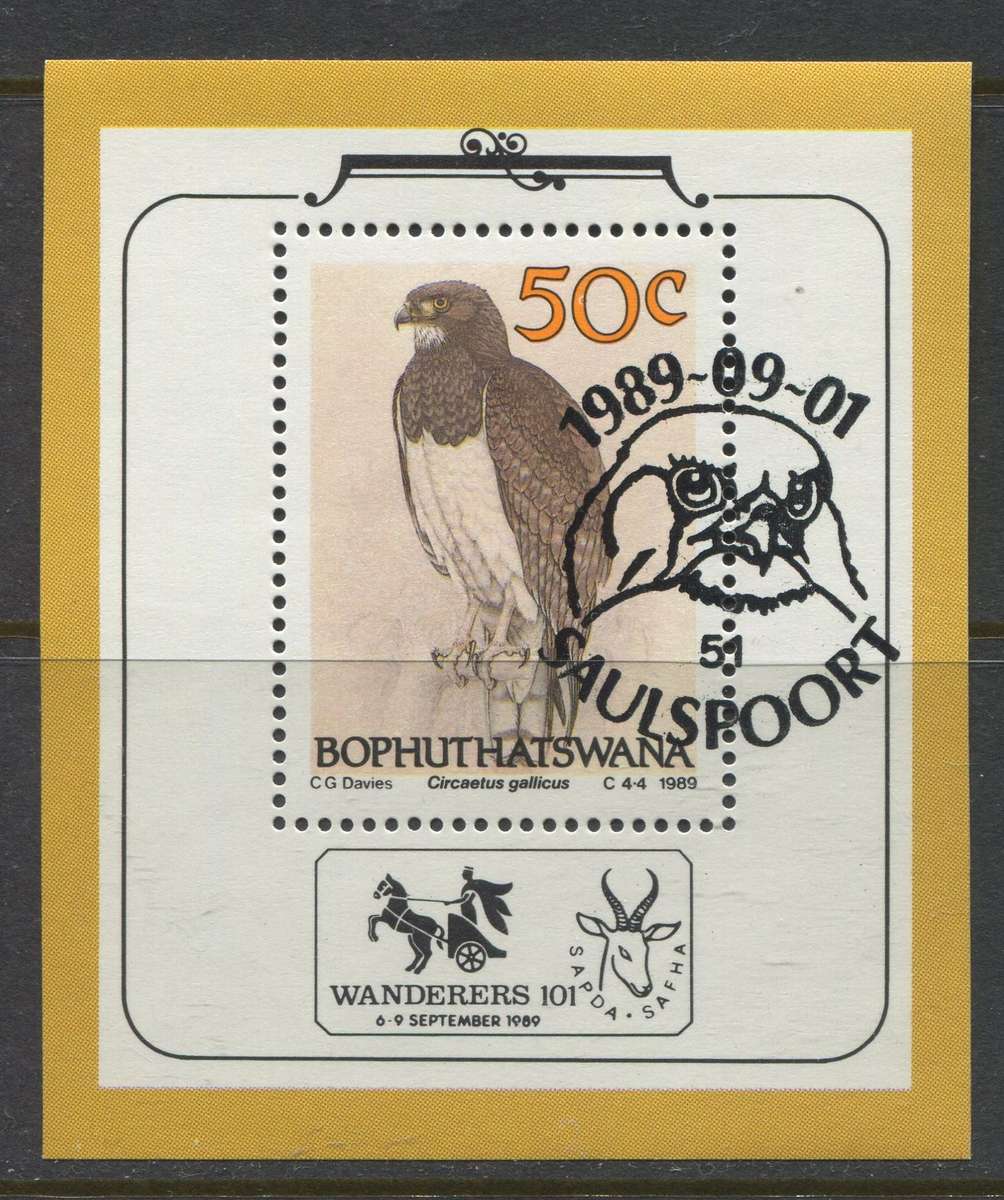 50c
1989-09-01
51
SAULSPOORT
BOPHUTHATSWANA
C G Davies Circaetus gallicus C 4·4 1989
WANDERERS 101
6-9 SEPTEMBER 1989
SAPDA · SAFHA